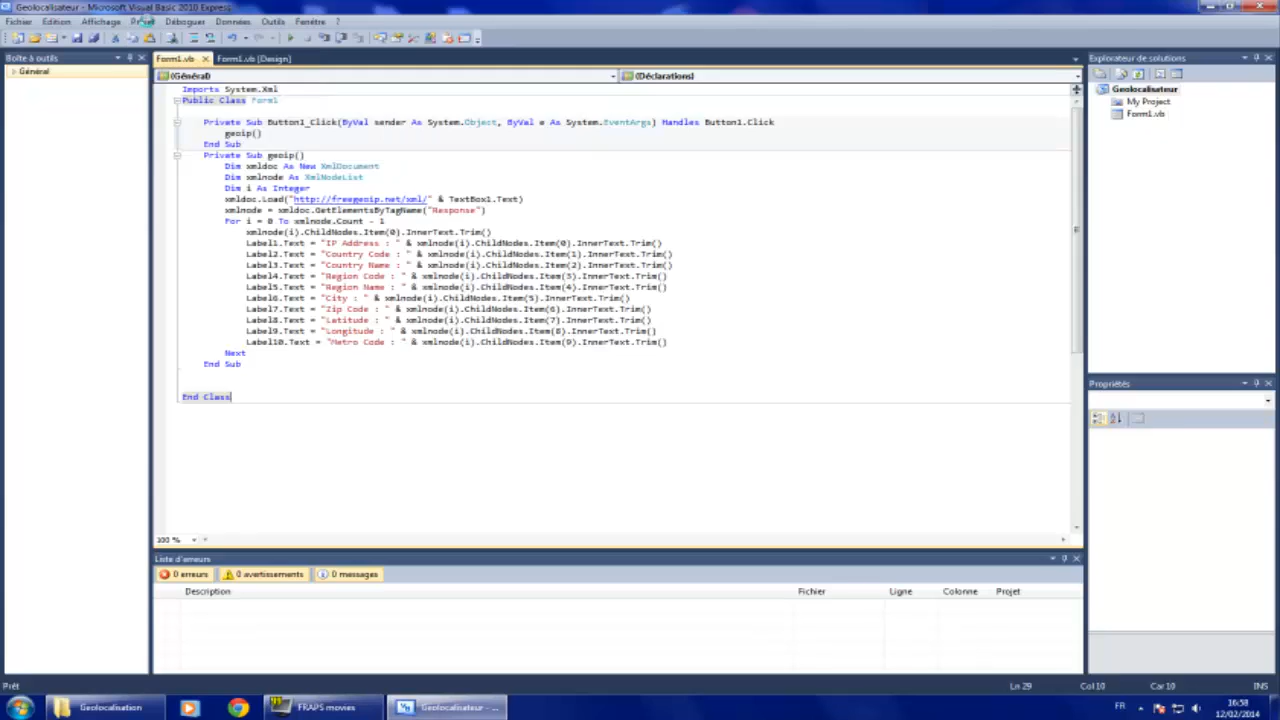 Geolocalisateur - Microsoft Visual Basic 2010 Express
Fichier Edition Affichage Projet Déboguer Données Outils Fenêtre ?
Boîte à outils
Général
Form1.vb Form1.vb [Design]
(Général) (Déclarations)
Imports System.Xml
Public Class Form1
Private Sub Button1_Click(ByVal sender As System.Object, ByVal e As System.EventArgs) Handles Button1.Click
geoip()
End Sub
Private Sub geoip()
Dim xmldoc As New XmlDocument
Dim xmlnode As XmlNodeList
Dim i As Integer
xmldoc.Load("http://freegeoip.net/xml/" & TextBox1.Text)
xmlnode = xmldoc.GetElementsByTagName("Response")
For i = 0 To xmlnode.Count - 1
xmlnode(i).ChildNodes.Item(0).InnerText.Trim()
Label1.Text = "IP Address : " & xmlnode(i).ChildNodes.Item(0).InnerText.Trim()
Label2.Text = "Country Code : " & xmlnode(i).ChildNodes.Item(1).InnerText.Trim()
Label3.Text = "Country Name : " & xmlnode(i).ChildNodes.Item(2).InnerText.Trim()
Label4.Text = "Region Code : " & xmlnode(i).ChildNodes.Item(3).InnerText.Trim()
Label5.Text = "Region Name : " & xmlnode(i).ChildNodes.Item(4).InnerText.Trim()
Label6.Text = "City : " & xmlnode(i).ChildNodes.Item(5).InnerText.Trim()
Label7.Text = "Zip Code : " & xmlnode(i).ChildNodes.Item(6).InnerText.Trim()
Label8.Text = "Latitude : " & xmlnode(i).ChildNodes.Item(7).InnerText.Trim()
Label9.Text = "Longitude : " & xmlnode(i).ChildNodes.Item(8).InnerText.Trim()
Label10.Text = "Metro Code : " & xmlnode(i).ChildNodes.Item(9).InnerText.Trim()
Next
End Sub
End Class
100 %
Explorateur de solutions
Geolocalisateur
My Project
Form1.vb
Propriétés
Liste d'erreurs
0 erreurs 0 avertissements 0 messages
Description Fichier Ligne Colonne Projet
Prêt Ln 29 Col 10 Car 10 INS
Geolocalisation FRAPS movies Geolocalisateur - ... FR 16:58
12/02/2014